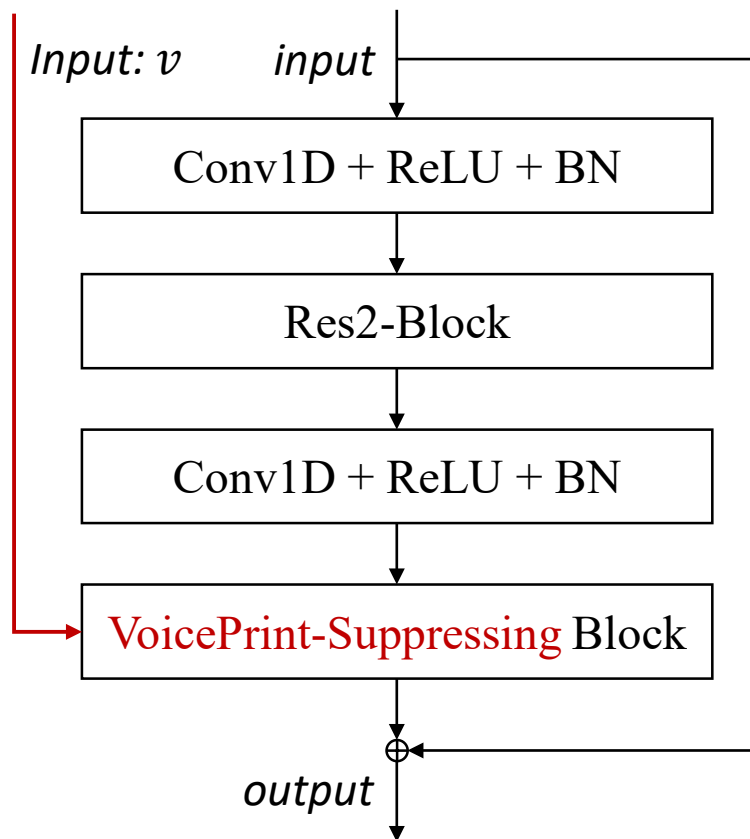 Input: v
input
Conv1D + ReLU + BN
Res2-Block
Conv1D + ReLU + BN
VoicePrint-Suppressing Block
output